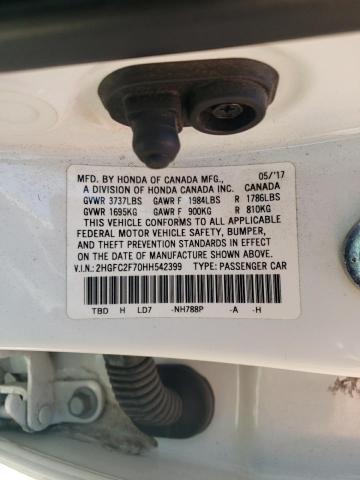 MFD. BY HONDA OF CANADA MFG., 05/'17
A DIVISION OF HONDA CANADA INC. CANADA
GVWR 3737LBS GAWR F 1984LBS R 1786LBS
GVWR 1695KG GAWR F 900KG R 810KG
THIS VEHICLE CONFORMS TO ALL APPLICABLE
FEDERAL MOTOR VEHICLE SAFETY, BUMPER,
AND THEFT PREVENTION STANDARDS IN EFFECT
ON THE DATE OF MANUFACTURE SHOWN ABOVE.
V.I.N.: 2HGFC2F70HH542399 TYPE: PASSENGER CAR
TBD H LD7 -NH788P -A -H